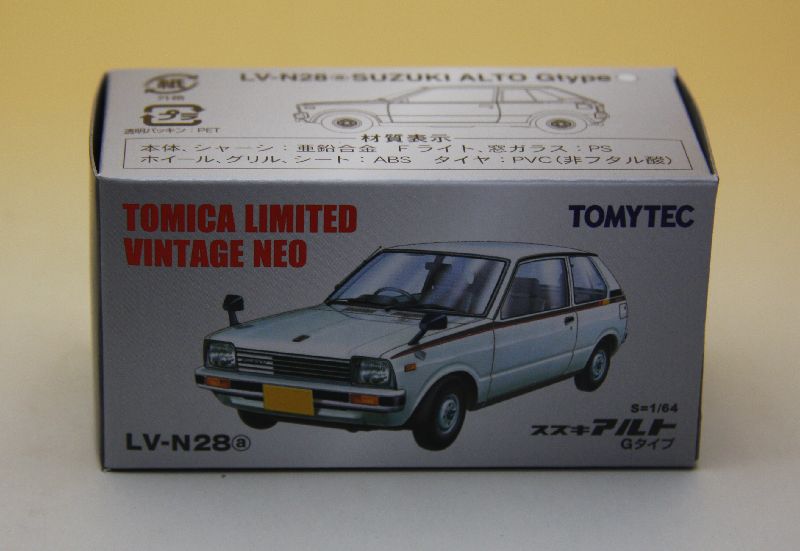 LV-N28ⓐSUZUKI ALTO Gtype
紙
外箱
プラ
透明パッキン：PET
材質表示
本体、シャーシ：亜鉛合金 Fライト、窓ガラス：PS
ホイール、グリル、シート：ABS タイヤ：PVC(非フタル酸)
TOMICA LIMITED
VINTAGE NEO
TOMYTEC
S=1/64
スズキアルト
Gタイプ
LV-N28ⓐ